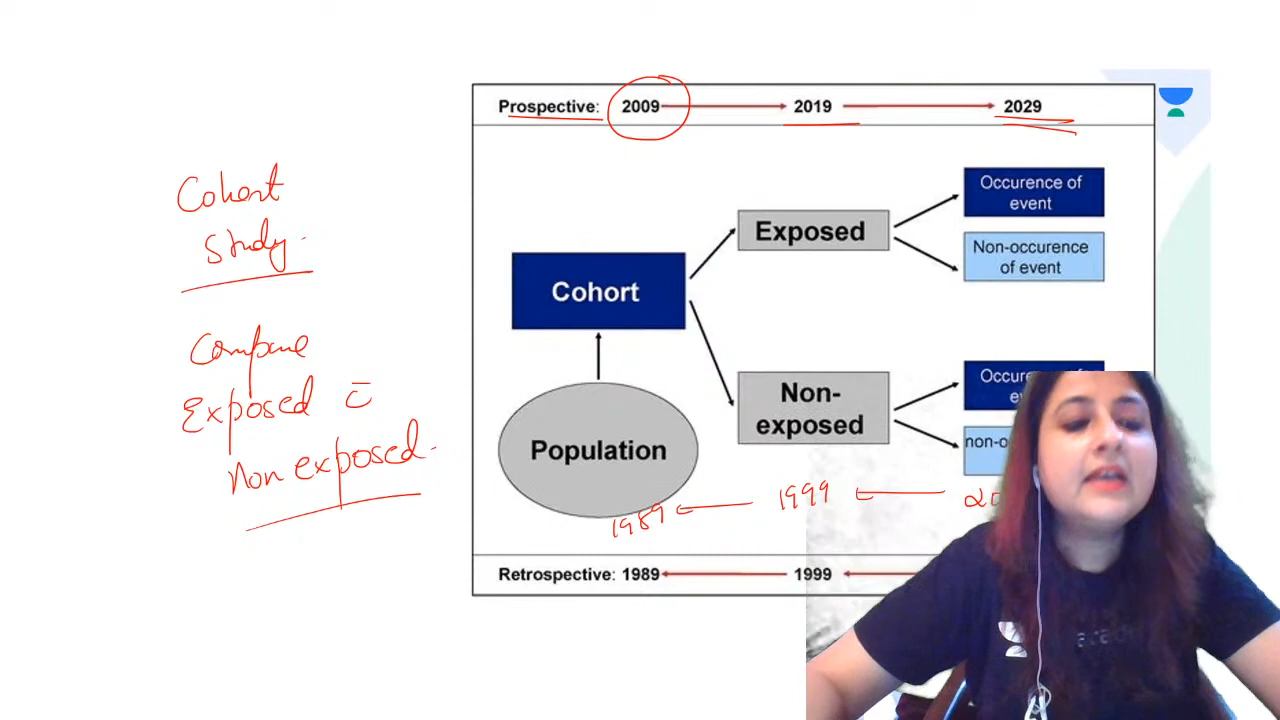 Prospective: 2009 2019 2029
Cohort
Study.
Compare
Exposed c̄
Non exposed.
Occurence of
event
Exposed
Non-occurence
of event
Cohort
Non-
exposed
Population
1989 1999
Retrospective: 1989 1999